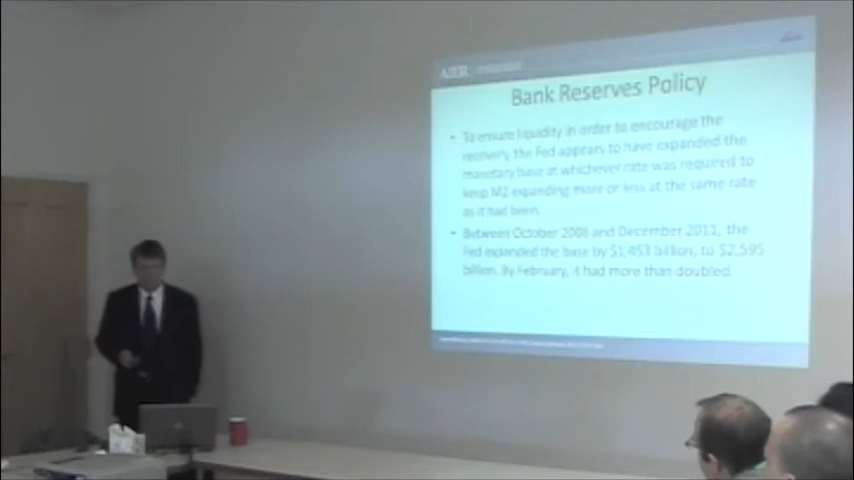 AIER
Bank Reserves Policy
• To ensure liquidity in order to encourage the
recovery, the Fed appears to have expanded the
monetary base at whichever rate was required to
keep M2 expanding more or less at the same rate
as it had been.
• Between October 2008 and December 2011, the
Fed expanded the base by $1,453 billion, to $2,595
billion. By February, it had more than doubled.